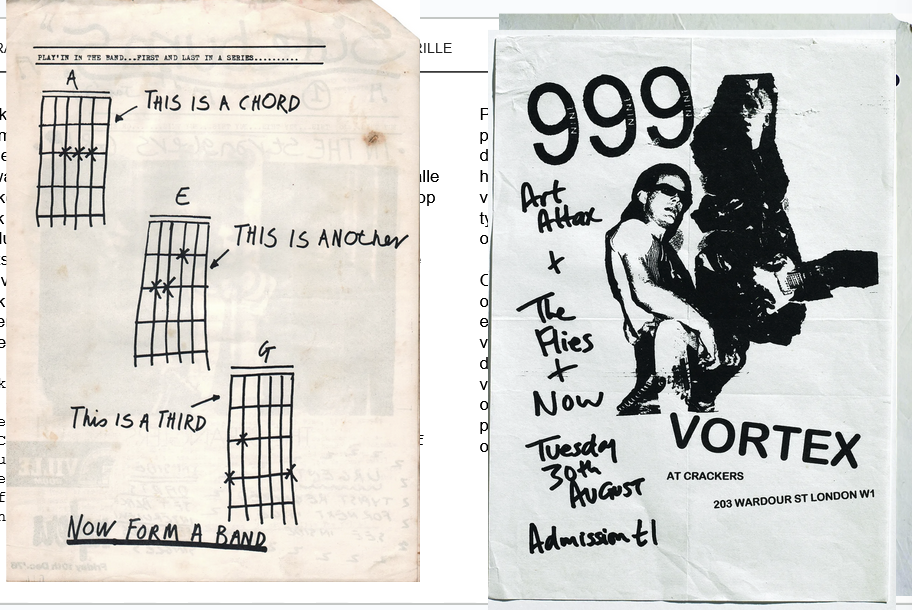 PLAY'IN IN THE BAND...FIRST AND LAST IN A SERIES..........
A
THIS IS A CHORD
E
THIS IS ANOTHER
G
THIS IS A THIRD
NOW FORM A BAND
RILLE
999
Art
Attax
+
The
Flies
+
Now
Tuesday
30th
AUGUST
Admission £1
VORTEX
AT CRACKERS
203 WARDOUR ST LONDON W1